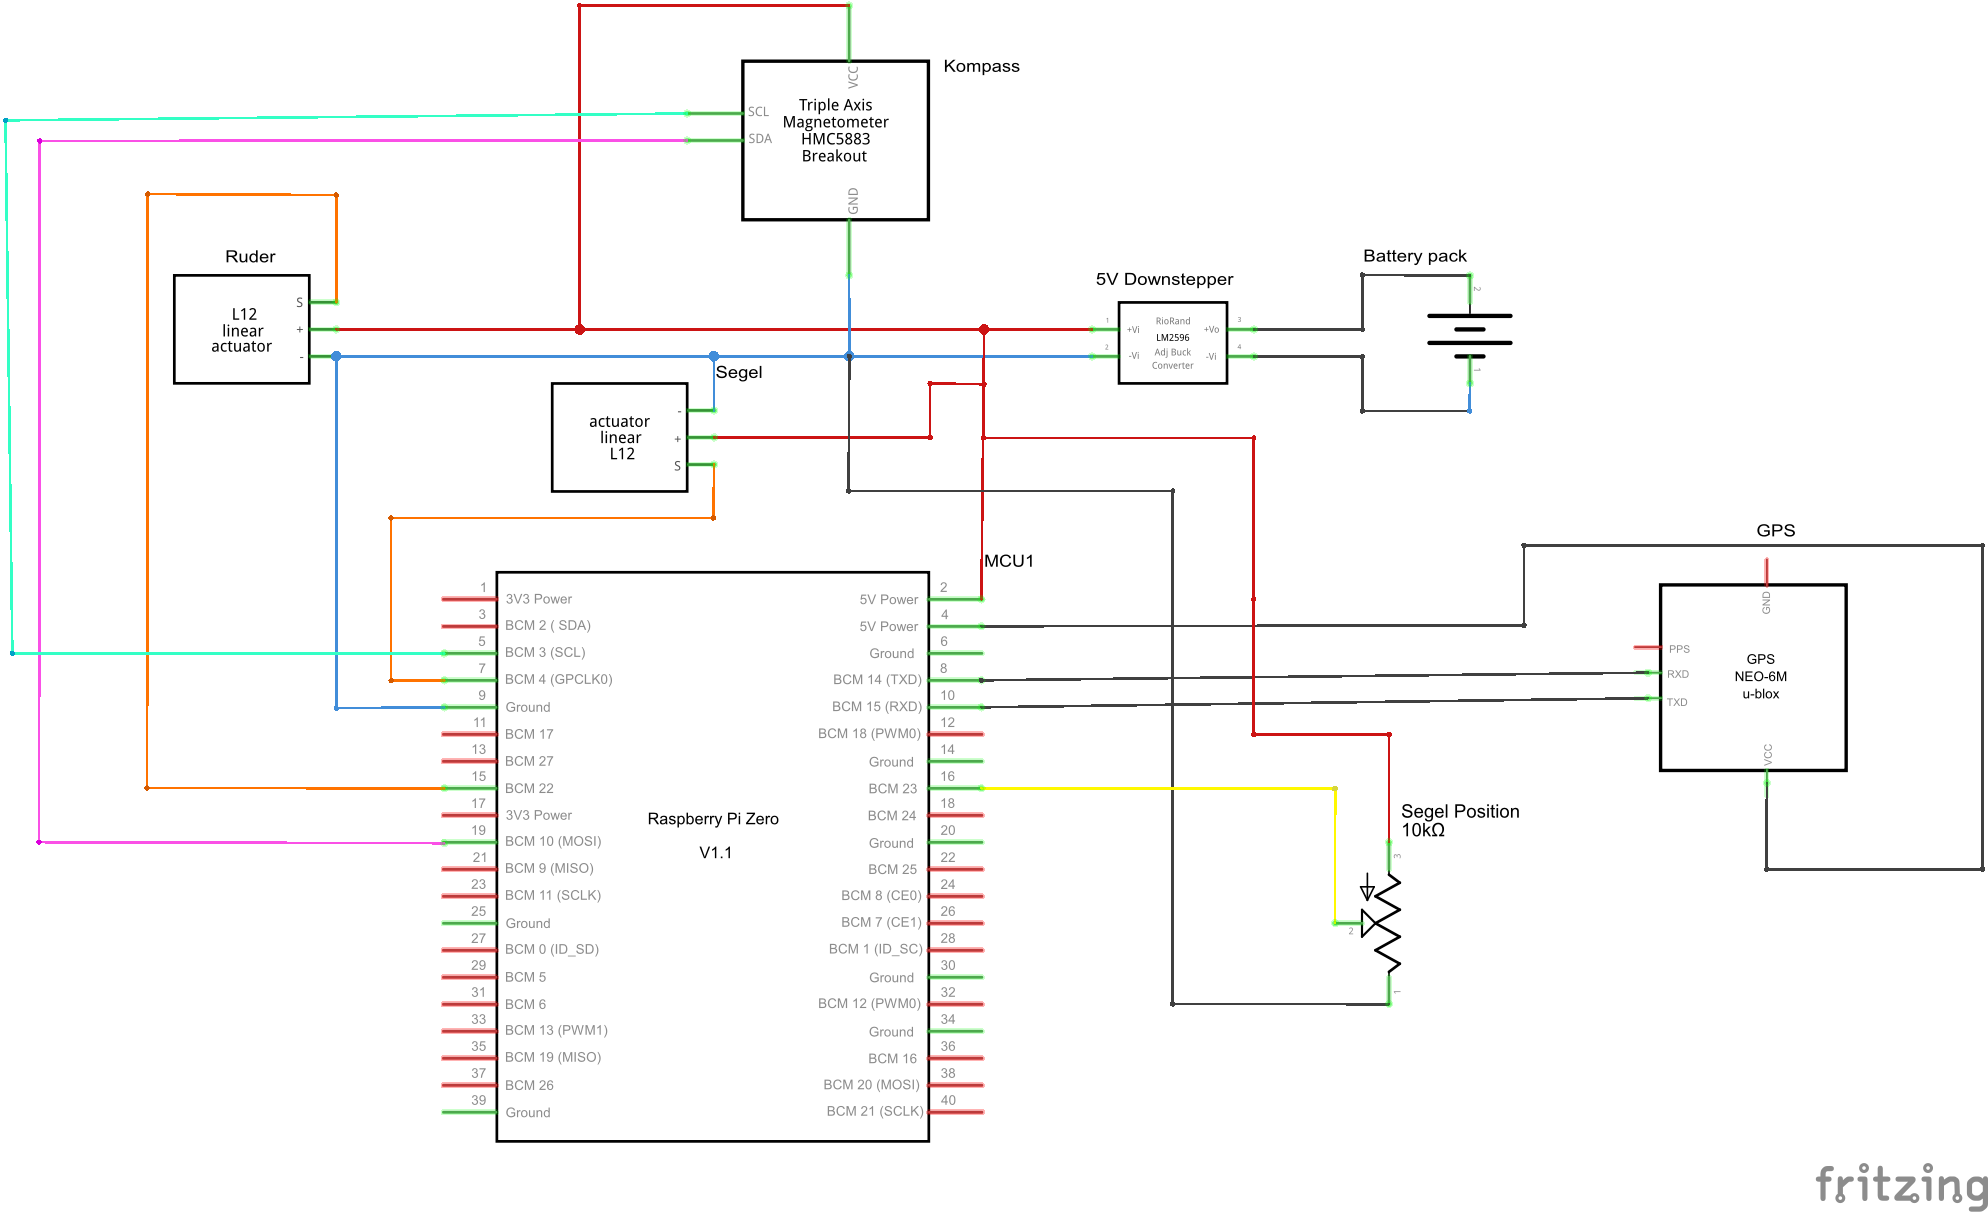 Kompass
VCC
SCL
SDA
Triple Axis
Magnetometer
HMC5883
Breakout
GND
Ruder
S
+
-
L12
linear
actuator
5V Downstepper
1
2
+Vi
-Vi
RioRand
LM2596
Adj Buck
Converter
+Vo
-Vi
3
4
Battery pack
2
1
Segel
-
+
S
actuator
linear
L12
MCU1
1
3V3 Power
5V Power
2
3
BCM 2 ( SDA)
5V Power
4
5
BCM 3 (SCL)
Ground
6
7
BCM 4 (GPCLK0)
BCM 14 (TXD)
8
9
Ground
BCM 15 (RXD)
10
11
BCM 17
BCM 18 (PWM0)
12
13
BCM 27
Ground
14
15
BCM 22
BCM 23
16
17
3V3 Power
BCM 24
18
19
BCM 10 (MOSI)
Ground
20
21
BCM 9 (MISO)
BCM 25
22
23
BCM 11 (SCLK)
BCM 8 (CE0)
24
25
Ground
BCM 7 (CE1)
26
27
BCM 0 (ID_SD)
BCM 1 (ID_SC)
28
29
BCM 5
Ground
30
31
BCM 6
BCM 12 (PWM0)
32
33
BCM 13 (PWM1)
Ground
34
35
BCM 19 (MISO)
BCM 16
36
37
BCM 26
BCM 20 (MOSI)
38
39
Ground
BCM 21 (SCLK)
40
Raspberry Pi Zero
V1.1
GPS
GND
PPS
RXD
TXD
GPS
NEO-6M
u-blox
VCC
Segel Position
10kΩ
3
2
1
fritzing